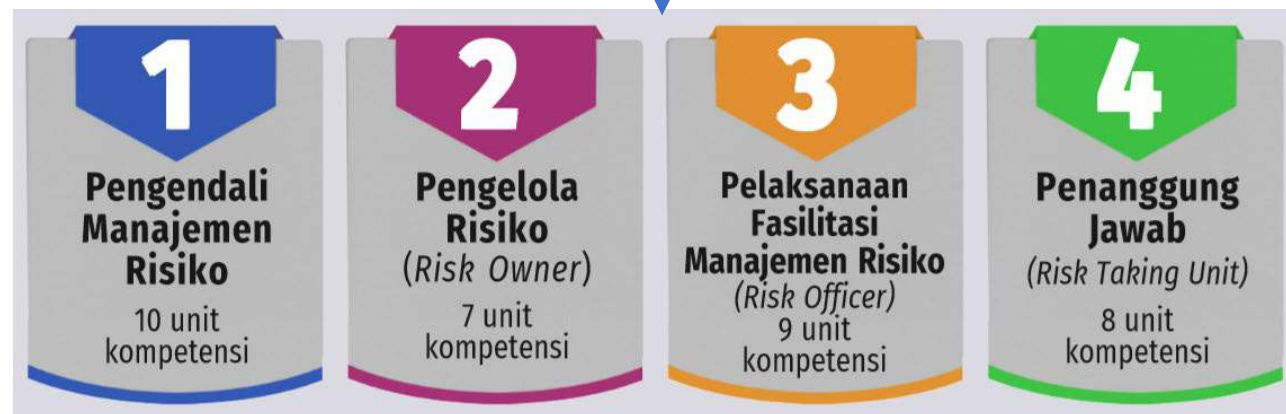 1
Pengendali
Manajemen
Risiko
10 unit
kompetensi
2
Pengelola
Risiko
(Risk Owner)
7 unit
kompetensi
3
Pelaksanaan
Fasilitasi
Manajemen Risiko
(Risk Officer)
9 unit
kompetensi
4
Penanggung
Jawab
(Risk Taking Unit)
8 unit
kompetensi